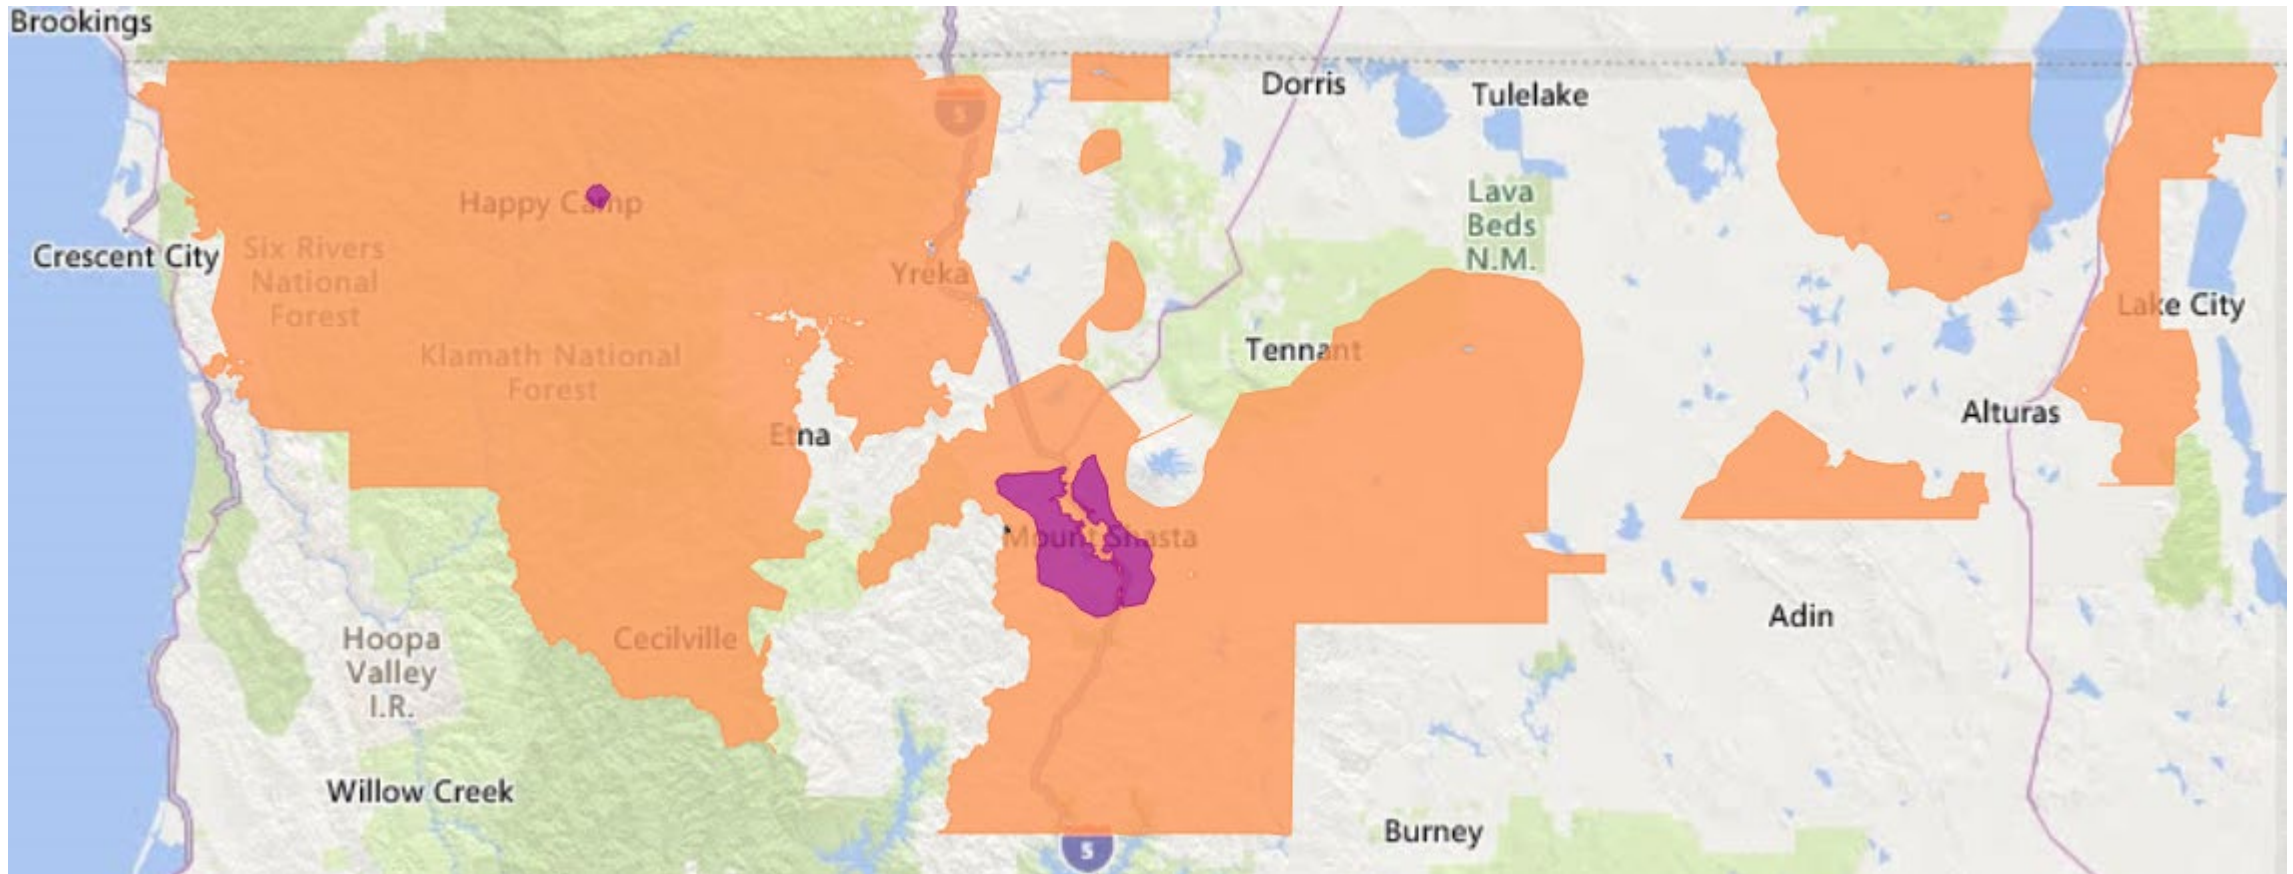 Brookings
5
Dorris
Tulelake
Happy Camp
Lava
Beds
N.M.
Crescent City
Six Rivers
National
Forest
Yreka
Lake City
Klamath National
Forest
Tennant
Alturas
Etna
Mount Shasta
Adin
Hoopa
Valley
I.R.
Cecilville
Willow Creek
Burney
5